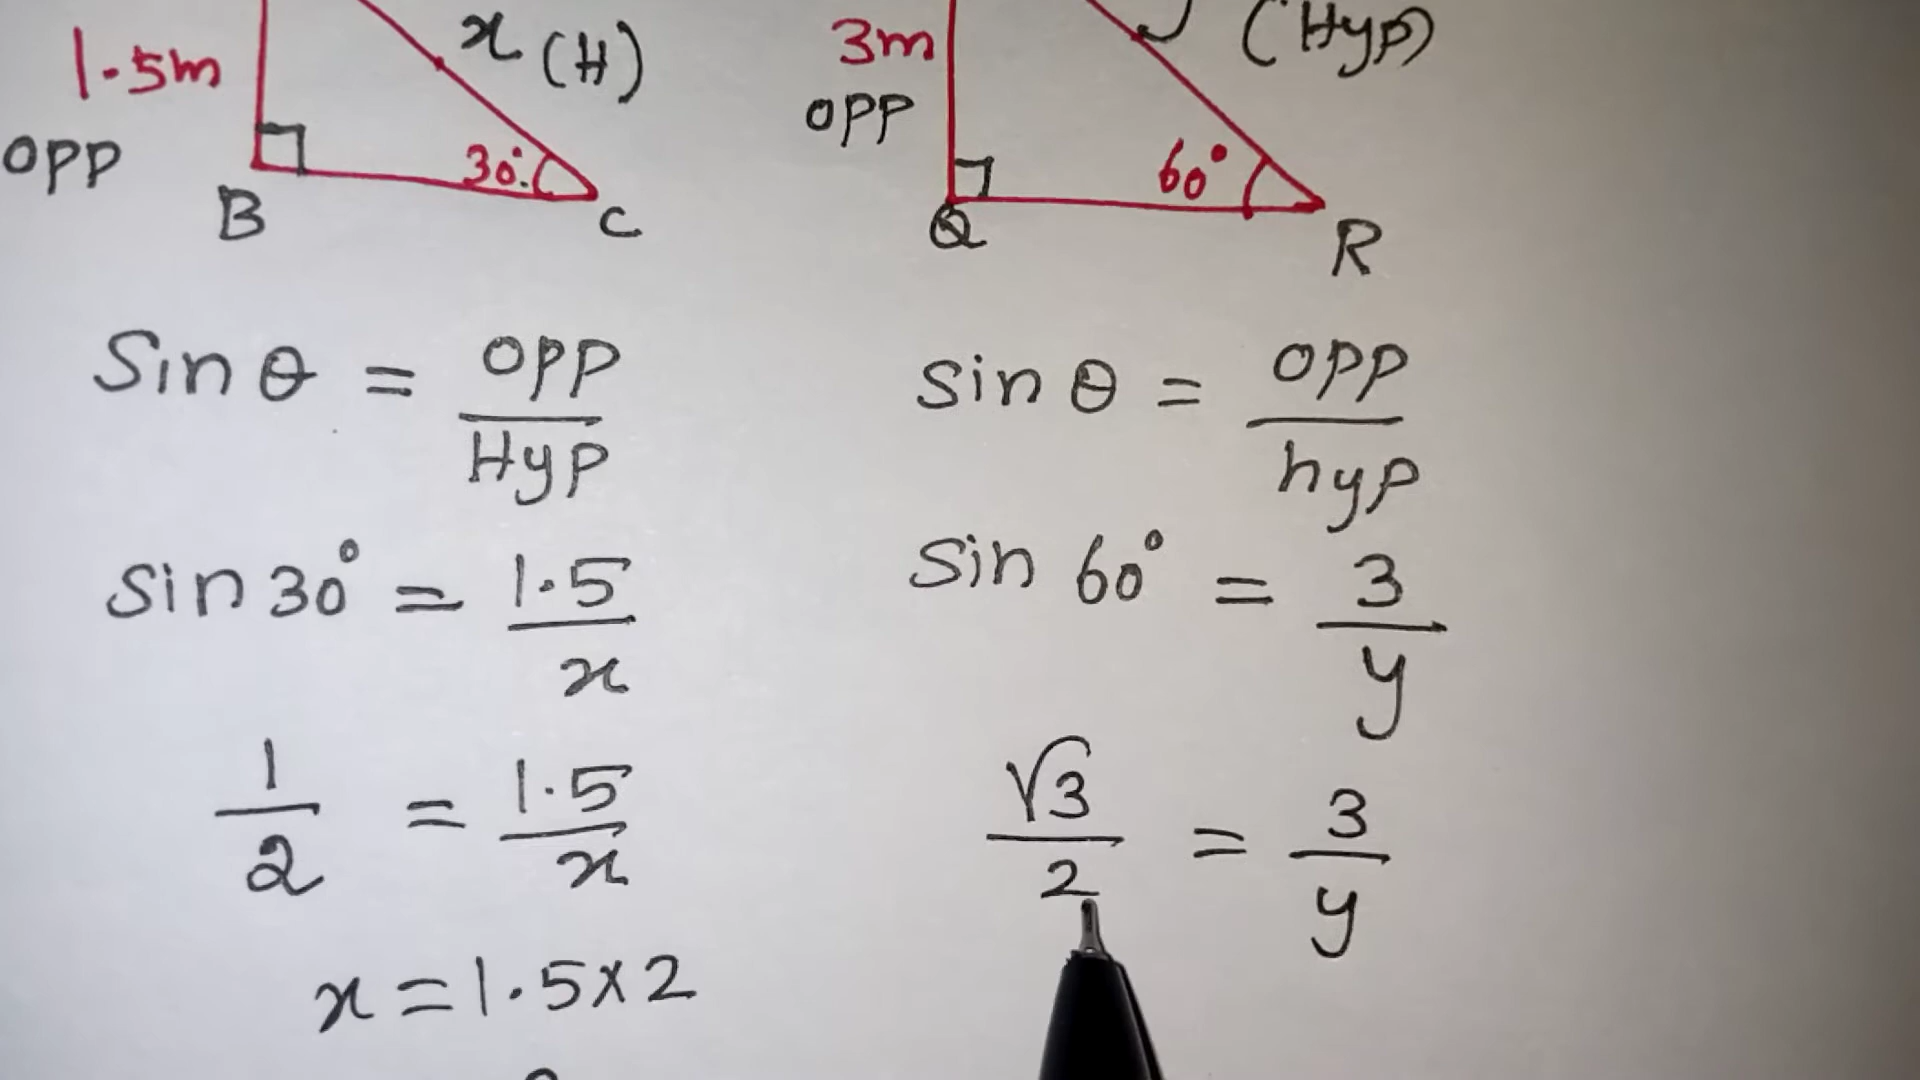 1.5m
x (H)
opp
30°
B
C
3m
y (Hyp)
opp
60°
Q
R
Sin θ = opp / Hyp
Sin 30° = 1.5 / x
1 / 2 = 1.5 / x
x = 1.5 × 2
Sin θ = opp / hyp
Sin 60° = 3 / y
√3 / 2 = 3 / y